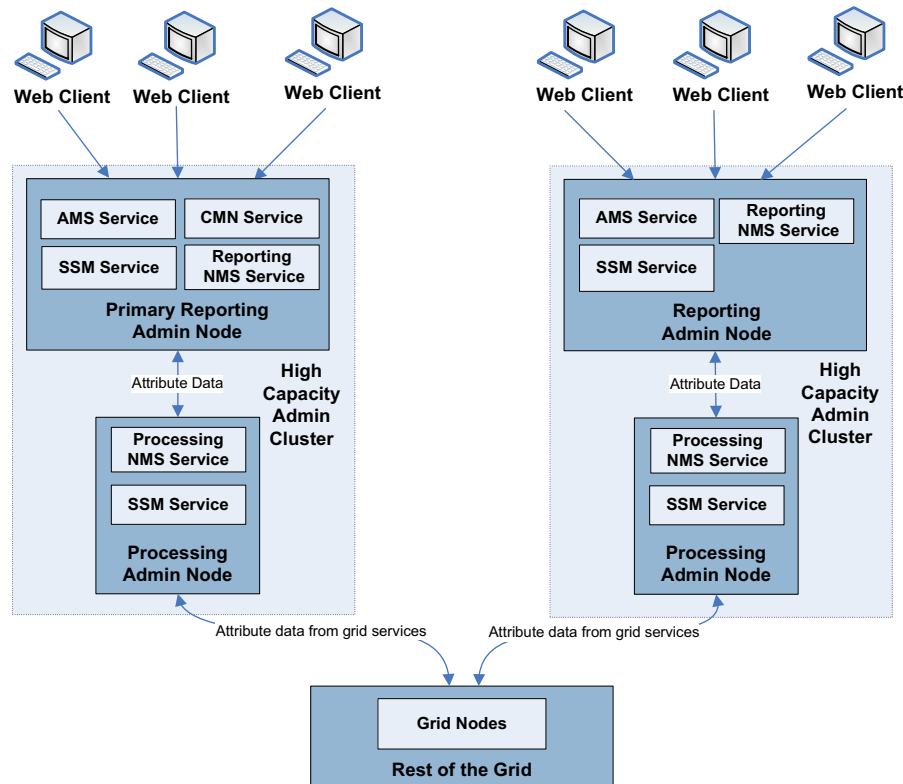 Web Client
Web Client
Web Client
Web Client
Web Client
Web Client
AMS Service
CMN Service
SSM Service
Reporting
NMS Service
Primary Reporting
Admin Node
Attribute Data
High
Capacity
Admin
Cluster
Processing
NMS Service
SSM Service
Processing
Admin Node
AMS Service
Reporting
NMS Service
SSM Service
Reporting
Admin Node
Attribute Data
High
Capacity
Admin
Cluster
Processing
NMS Service
SSM Service
Processing
Admin Node
Attribute data from grid services
Attribute data from grid services
Grid Nodes
Rest of the Grid